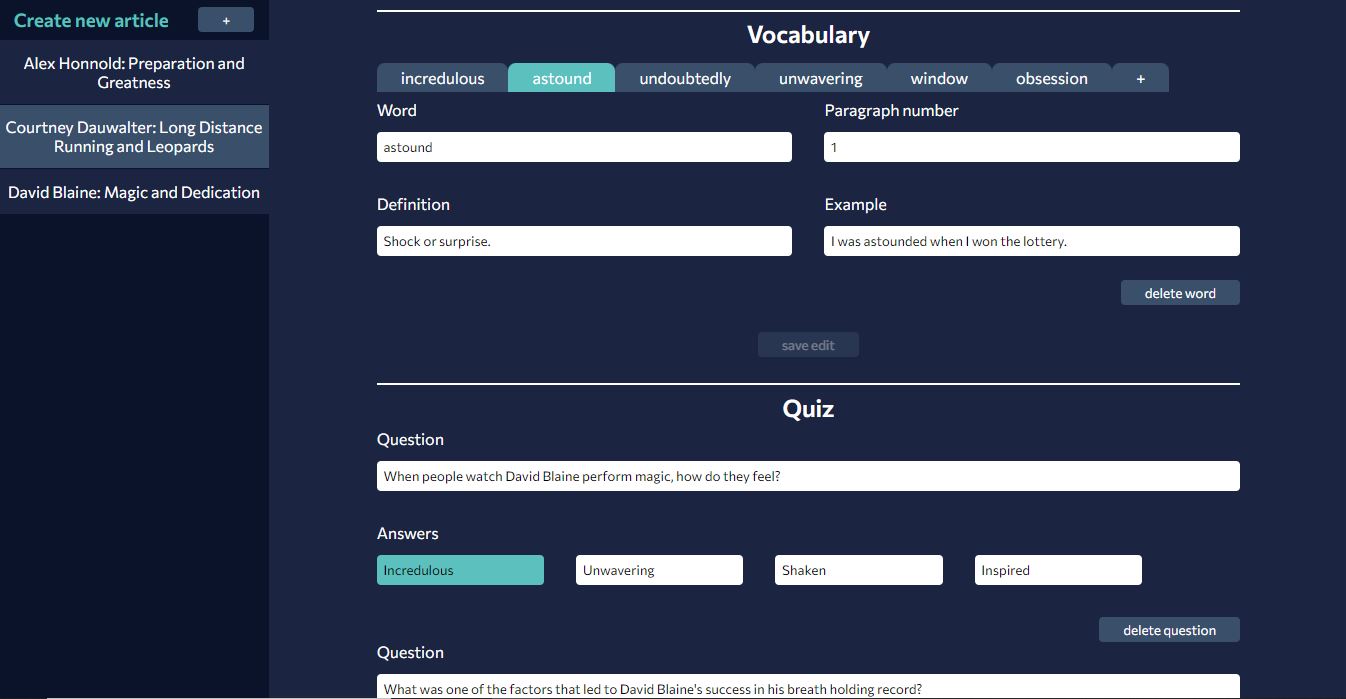 Create new article +
Alex Honnold: Preparation and
Greatness
Courtney Dauwalter: Long Distance
Running and Leopards
David Blaine: Magic and Dedication
Vocabulary
incredulous astound undoubtedly unwavering window obsession +
Word Paragraph number
astound 1
Definition Example
Shock or surprise. I was astounded when I won the lottery.
delete word
save edit
Quiz
Question
When people watch David Blaine perform magic, how do they feel?
Answers
Incredulous Unwavering Shaken Inspired
delete question
Question
What was one of the factors that led to David Blaine's success in his breath holding record?